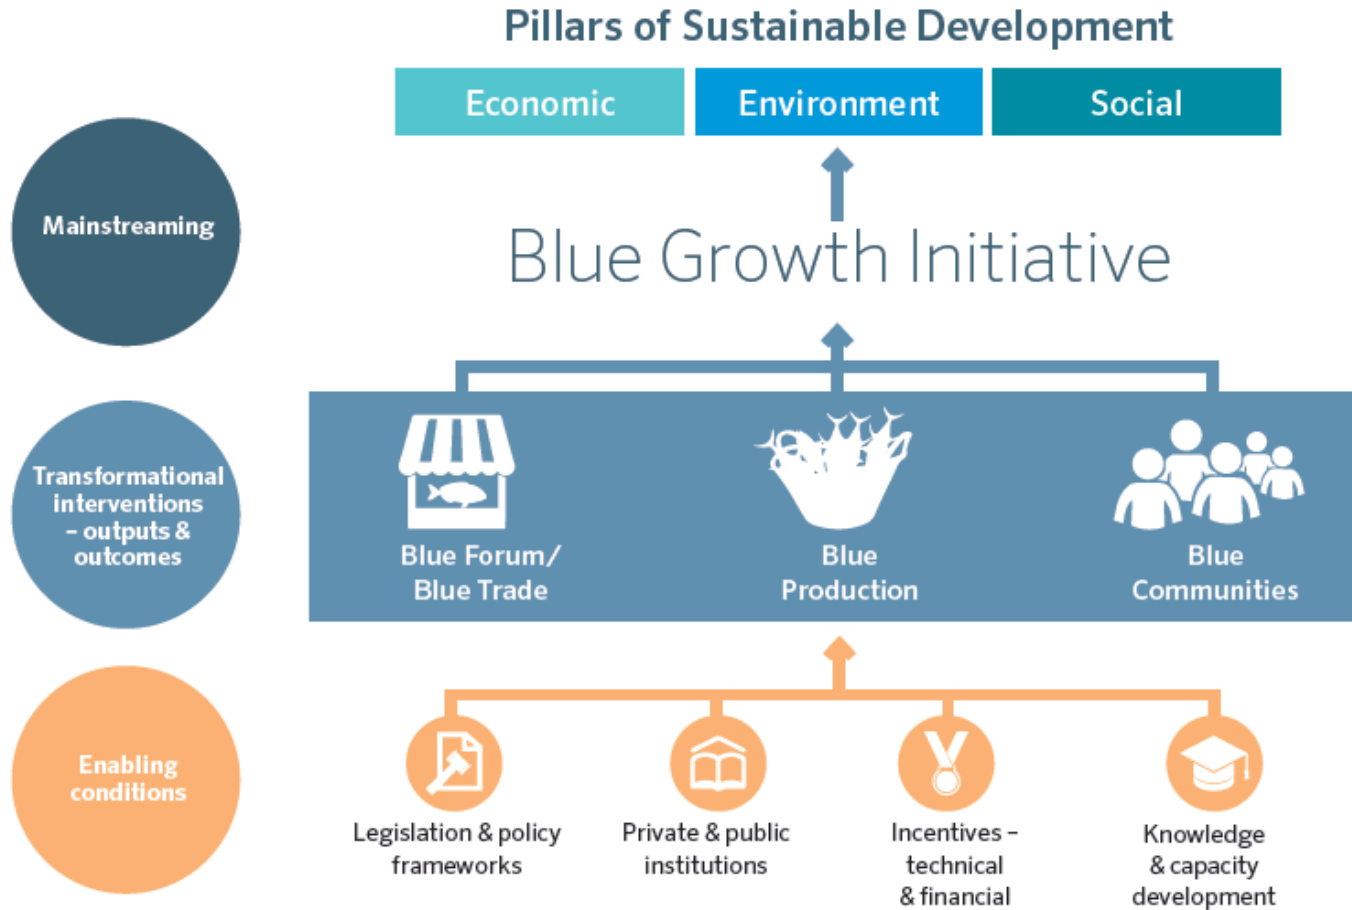 Pillars of Sustainable Development
Economic
Environment
Social
Mainstreaming
Blue Growth Initiative
Transformational
interventions
– outputs &
outcomes
Blue Forum/
Blue Trade
Blue
Production
Blue
Communities
Enabling
conditions
Legislation & policy
frameworks
Private & public
institutions
Incentives –
technical
& financial
Knowledge
& capacity
development